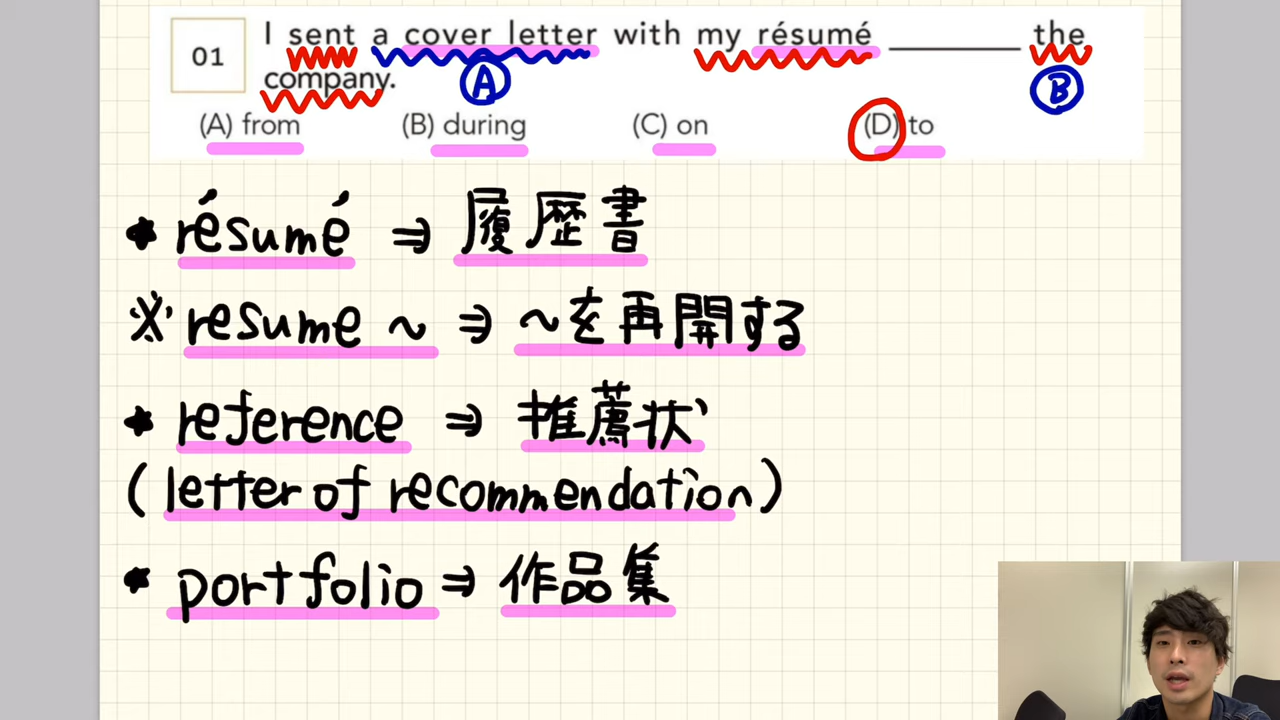 01 I sent a cover letter with my résumé ________ the
company.
A B
(A) from (B) during (C) on (D) to
★ résumé ⇒ 履歴書
※ resume ~ ⇒ ~を再開する
★ reference ⇒ 推薦状
(letter of recommendation)
★ portfolio ⇒ 作品集